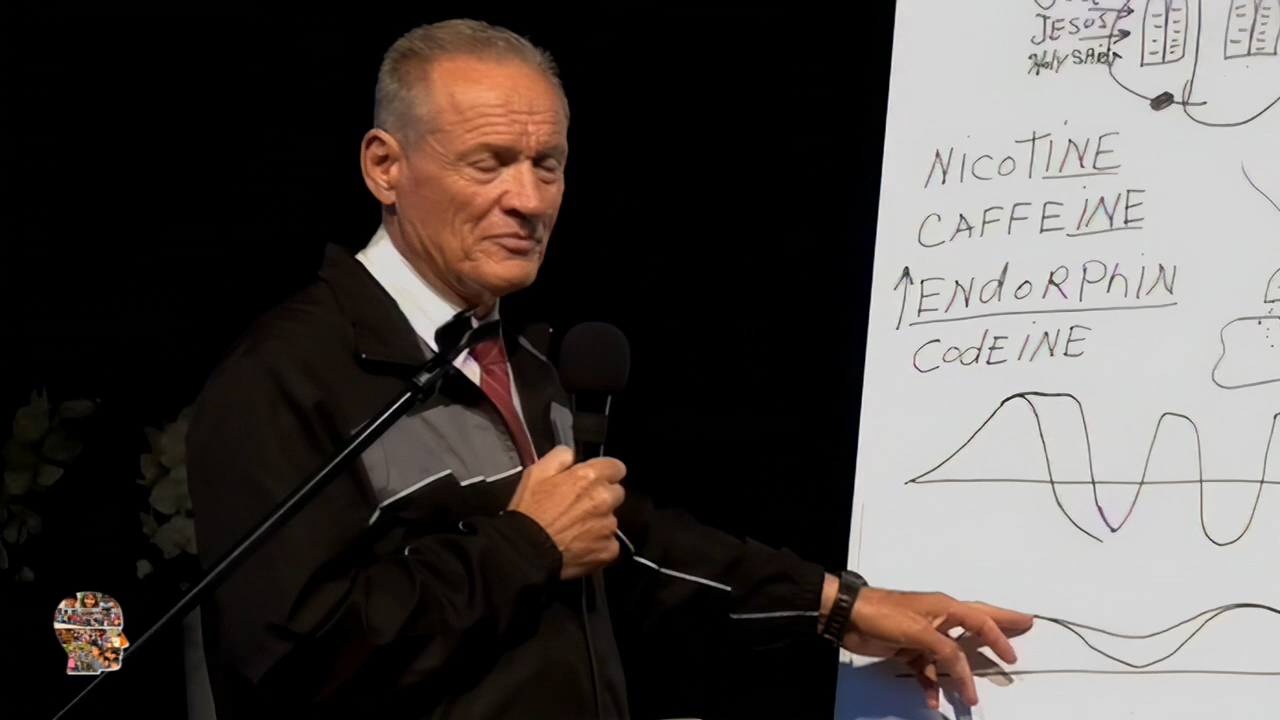 JESUS
Holy SPIRIT
NicoTINE
CAFFEINE
↑ENdoRPhiN
CodEiNE